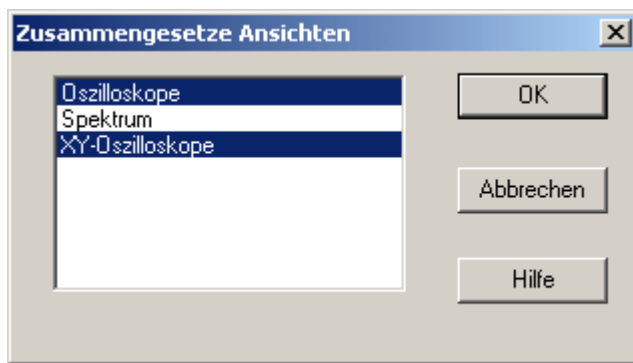 Zusammengesetze Ansichten
Oszilloskope
Spektrum
XY-Oszilloskope
OK
Abbrechen
Hilfe